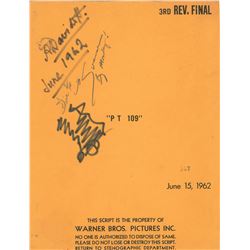 3RD REV. FINAL
June
1962
"P T 109"
June 15, 1962
THIS SCRIPT IS THE PROPERTY OF
WARNER BROS. PICTURES INC.
NO ONE IS AUTHORIZED TO DISPOSE OF SAME.
PLEASE DO NOT LOSE OR DESTROY THIS SCRIPT.
RETURN TO STENOGRAPHIC DEPARTMENT.